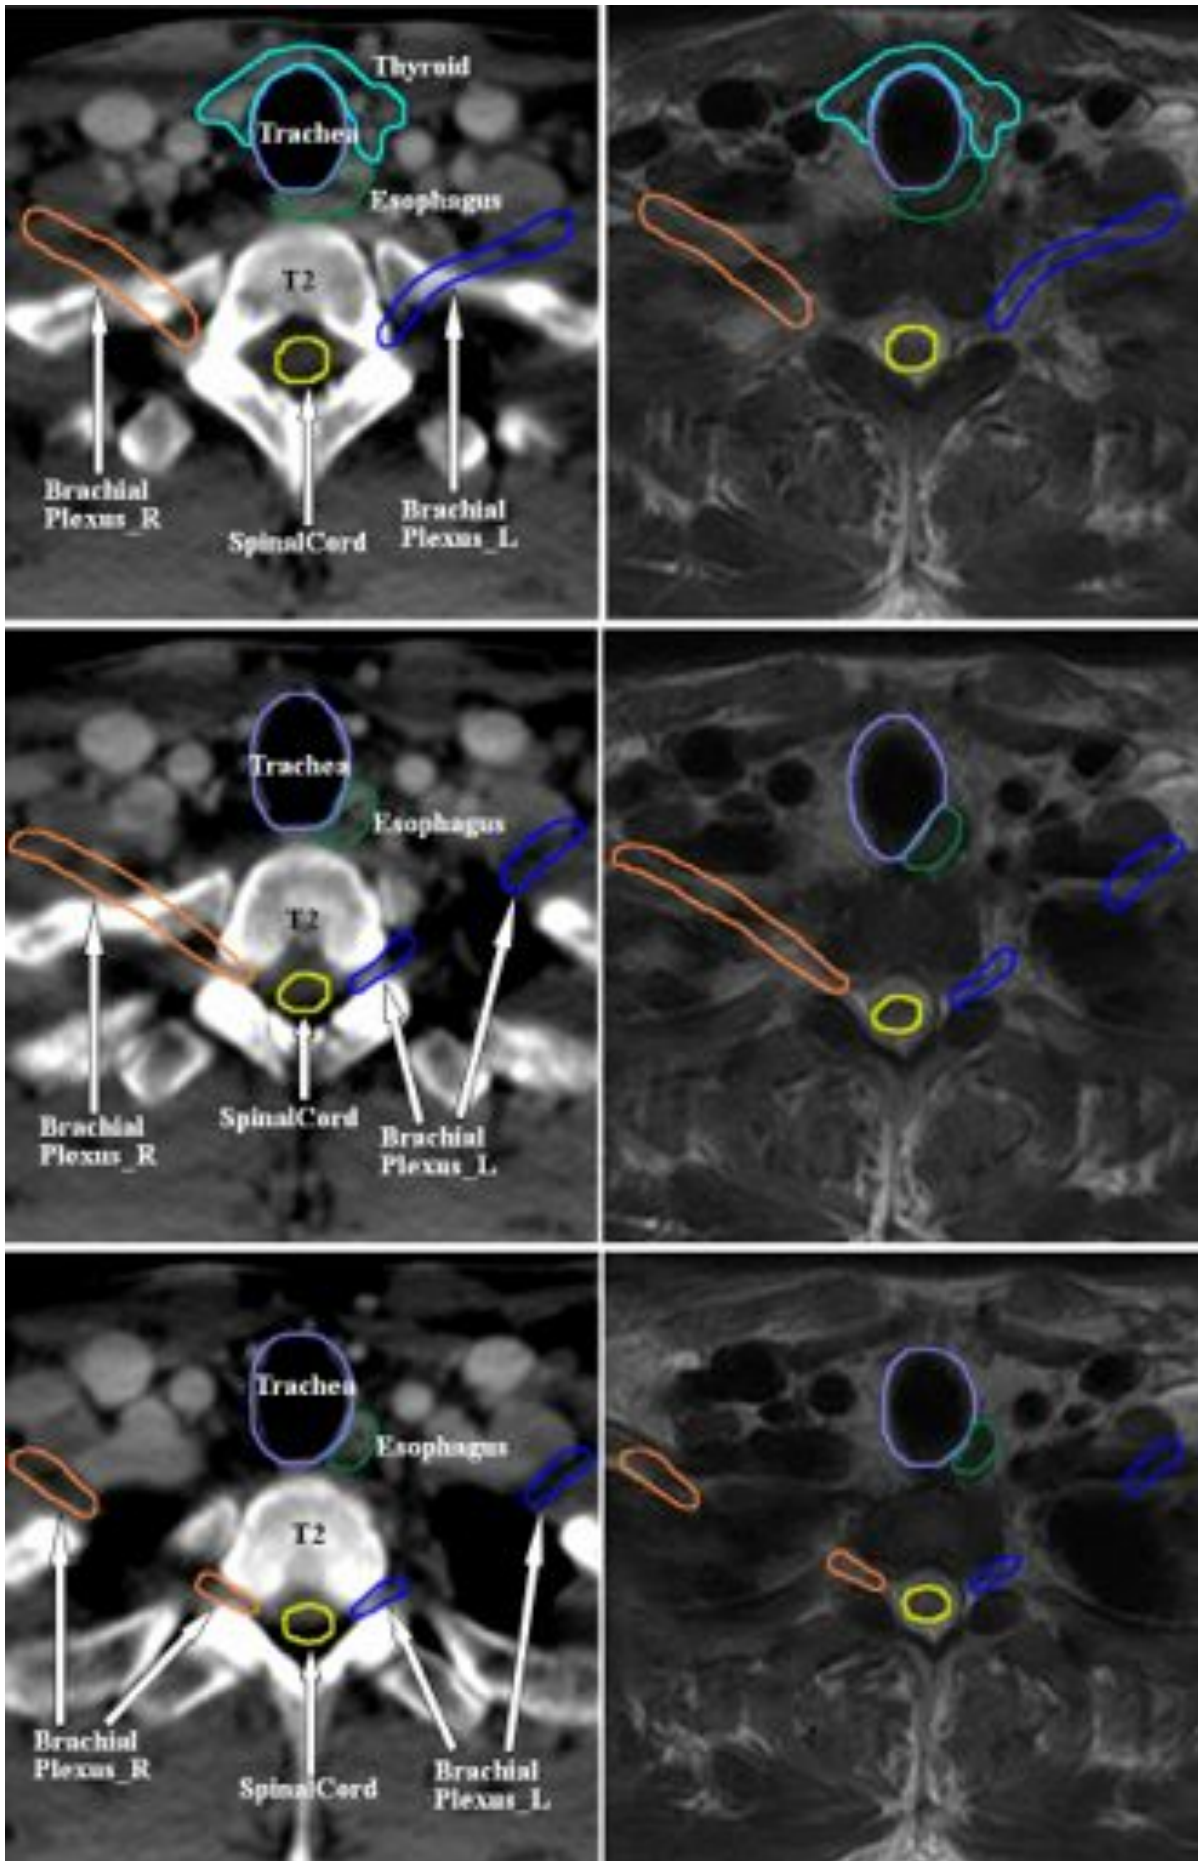 Thyroid
Trachea
Esophagus
T2
Brachial
Plexus_R
Brachial
Plexus_L
SpinalCord
Trachea
Esophagus
T2
SpinalCord
Brachial
Plexus_R
Brachial
Plexus_L
Trachea
Esophagus
T2
Brachial
Plexus_R
SpinalCord
Brachial
Plexus_L